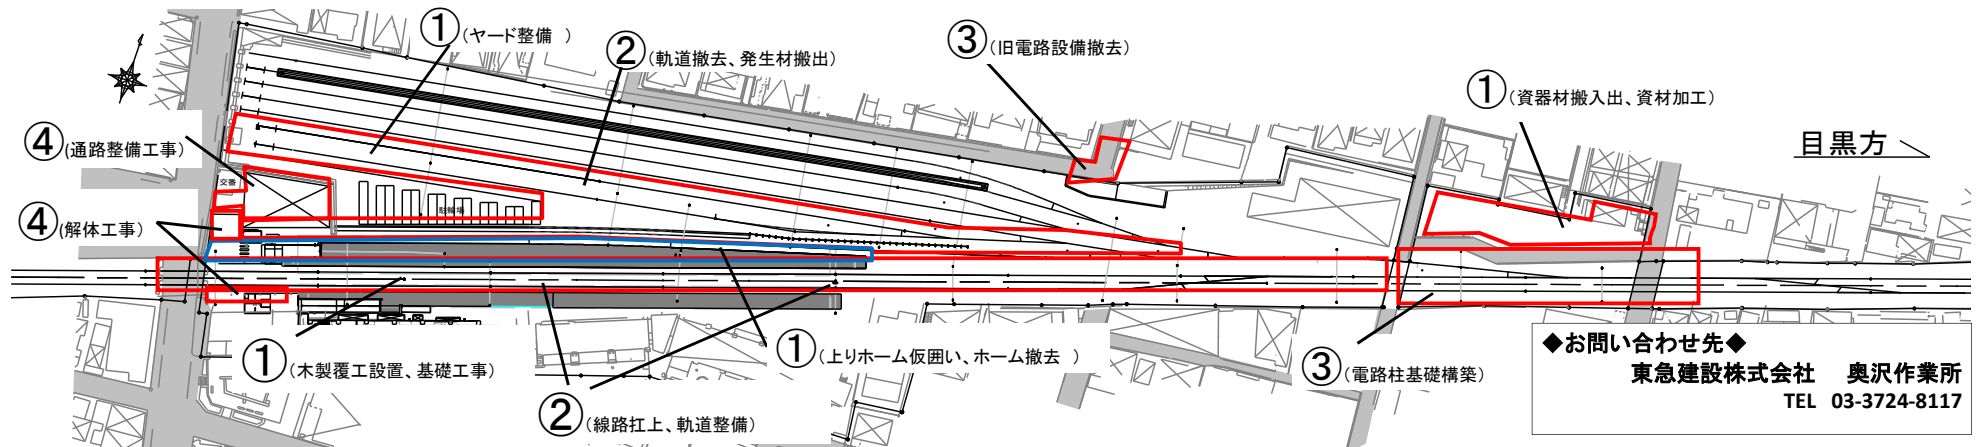 ①(ヤード整備 )
②(軌道撤去、発生材搬出)
③(旧電路設備撤去)
①(資器材搬入出、資材加工)
目黒方
④(通路整備工事)
交番
駐輪場
④(解体工事)
①(木製覆工設置、基礎工事)
②(線路扛上、軌道整備)
①(上りホーム仮囲い、ホーム撤去 )
③(電路柱基礎構築)
◆お問い合わせ先◆
東急建設株式会社 奥沢作業所
TEL 03-3724-8117